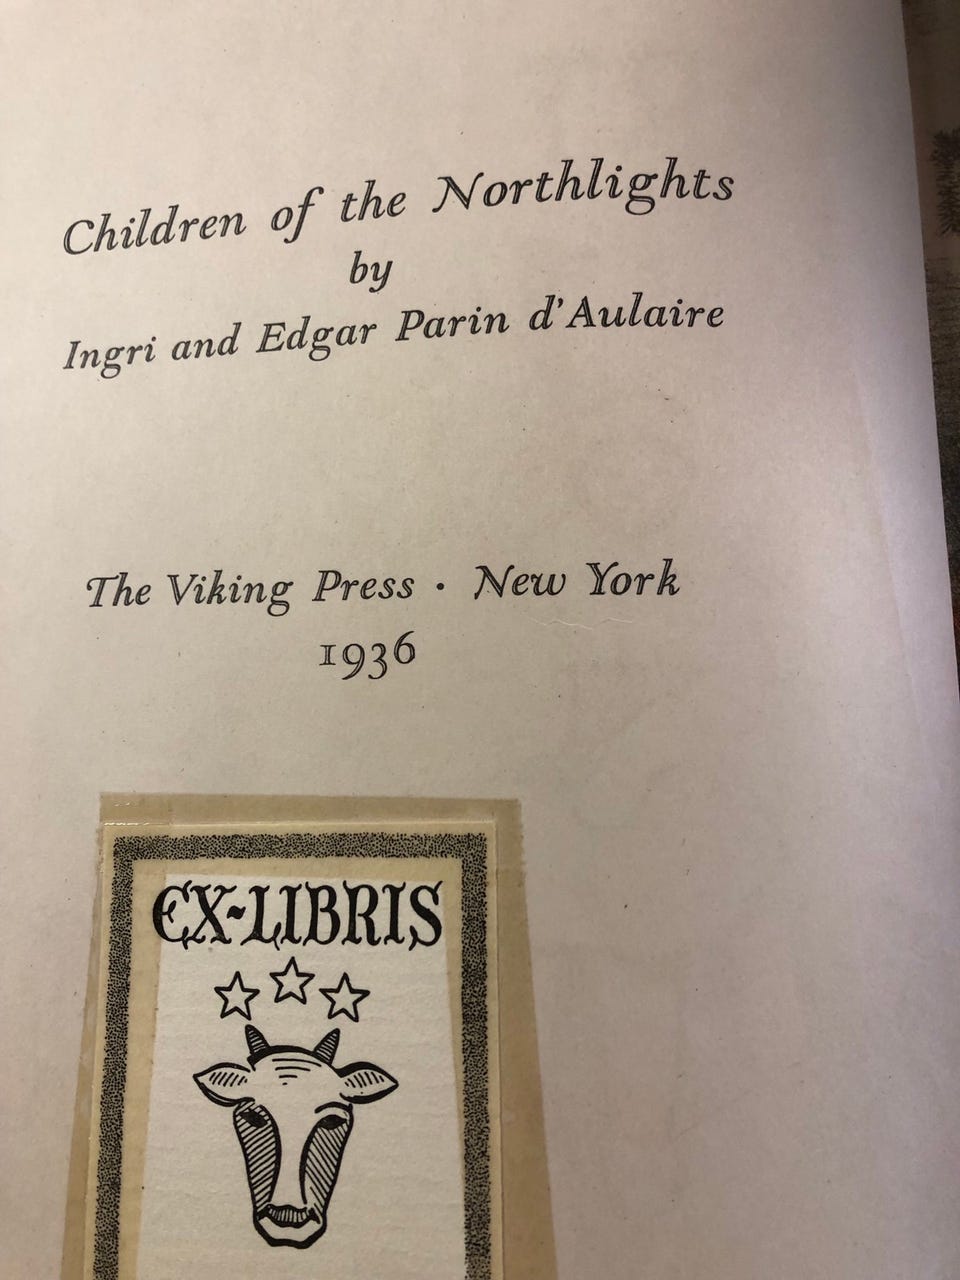 Children of the Northlights
by
Ingri and Edgar Parin d'Aulaire
The Viking Press · New York
1936
EX-LIBRIS